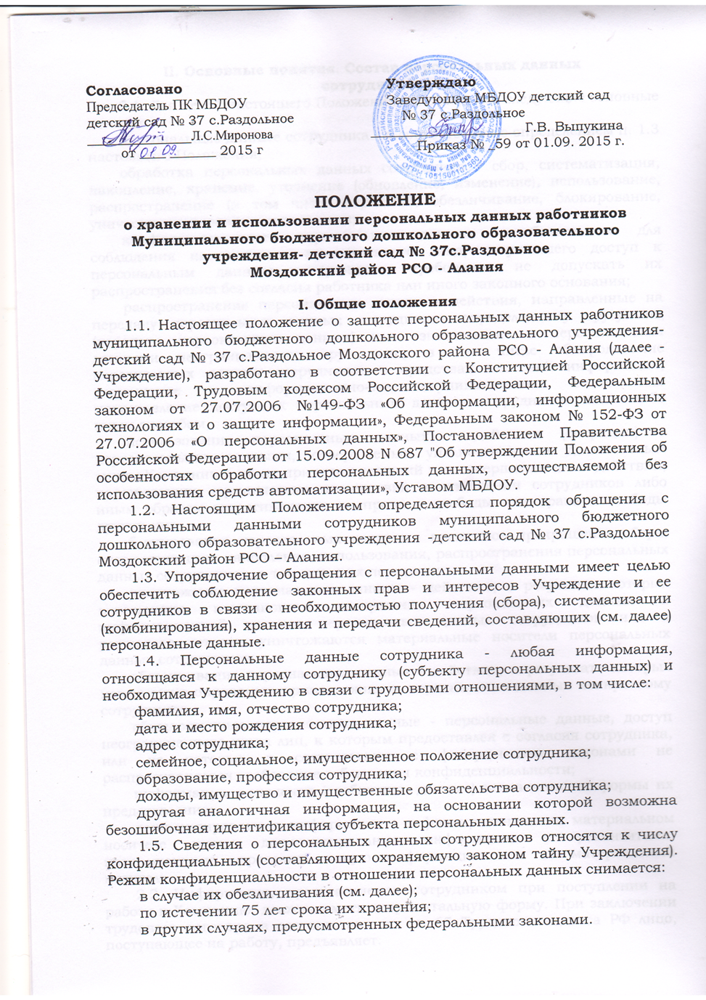 Согласовано
Председатель ПК МБДОУ
детский сад № 37 с.Раздольное
Л.С.Миронова
от 01.09. 2015 г
Утверждаю
Заведующая МБДОУ детский сад
№ 37 с.Раздольное
Г.В. Выпукина
Приказ № _59 от 01.09. 2015 г.
ПОЛОЖЕНИЕ
о хранении и использовании персональных данных работников
Муниципального бюджетного дошкольного образовательного
учреждения- детский сад № 37с.Раздольное
Моздокский район РСО - Алания
I. Общие положения
1.1. Настоящее положение о защите персональных данных работников
муниципального бюджетного дошкольного образовательного учреждения-
детский сад № 37 с.Раздольное Моздокского района РСО - Алания (далее -
Учреждение), разработано в соответствии с Конституцией Российской
Федерации, Трудовым кодексом Российской Федерации, Федеральным
законом от 27.07.2006 №149-ФЗ «Об информации, информационных
технологиях и о защите информации», Федеральным законом № 152-ФЗ от
27.07.2006 «О персональных данных», Постановлением Правительства
Российской Федерации от 15.09.2008 N 687 "Об утверждении Положения об
особенностях обработки персональных данных, осуществляемой без
использования средств автоматизации», Уставом МБДОУ.
1.2. Настоящим Положением определяется порядок обращения с
персональными данными сотрудников муниципального бюджетного
дошкольного образовательного учреждения -детский сад № 37 с.Раздольное
Моздокский район РСО – Алания.
1.3. Упорядочение обращения с персональными данными имеет целью
обеспечить соблюдение законных прав и интересов Учреждение и ее
сотрудников в связи с необходимостью получения (сбора), систематизации
(комбинирования), хранения и передачи сведений, составляющих (см. далее)
персональные данные.
1.4. Персональные данные сотрудника - любая информация,
относящаяся к данному сотруднику (субъекту персональных данных) и
необходимая Учреждению в связи с трудовыми отношениями, в том числе:
фамилия, имя, отчество сотрудника;
дата и место рождения сотрудника;
адрес сотрудника;
семейное, социальное, имущественное положение сотрудника;
образование, профессия сотрудника;
доходы, имущество и имущественные обязательства сотрудника;
другая аналогичная информация, на основании которой возможна
безошибочная идентификация субъекта персональных данных.
1.5. Сведения о персональных данных сотрудников относятся к числу
конфиденциальных (составляющих охраняемую законом тайну Учреждения).
Режим конфиденциальности в отношении персональных данных снимается:
в случае их обезличивания (см. далее);
по истечении 75 лет срока их хранения;
в других случаях, предусмотренных федеральными законами.